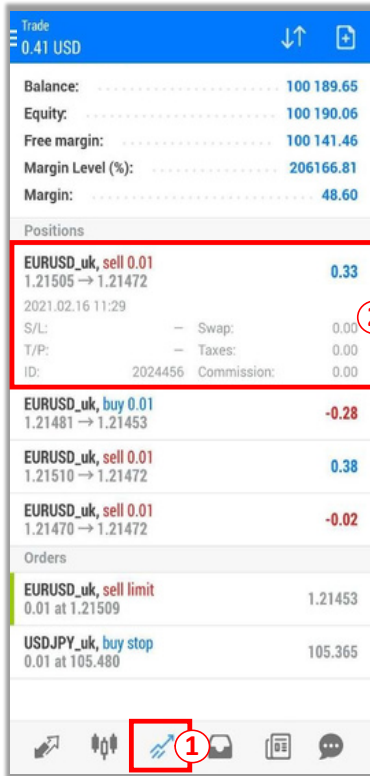 Trade
0.41 USD
Balance: 100 189.65
Equity: 100 190.06
Free margin: 100 141.46
Margin Level (%): 206166.81
Margin: 48.60
Positions
EURUSD_uk, sell 0.01
1.21505 → 1.21472 0.33
2021.02.16 11:29
S/L: – Swap: 0.00
T/P: – Taxes: 0.00
ID: 2024456 Commission: 0.00
EURUSD_uk, buy 0.01
1.21481 → 1.21453 -0.28
EURUSD_uk, sell 0.01
1.21510 → 1.21472 0.38
EURUSD_uk, sell 0.01
1.21470 → 1.21472 -0.02
Orders
EURUSD_uk, sell limit
0.01 at 1.21509 1.21453
USDJPY_uk, buy stop
0.01 at 105.480 105.365
1